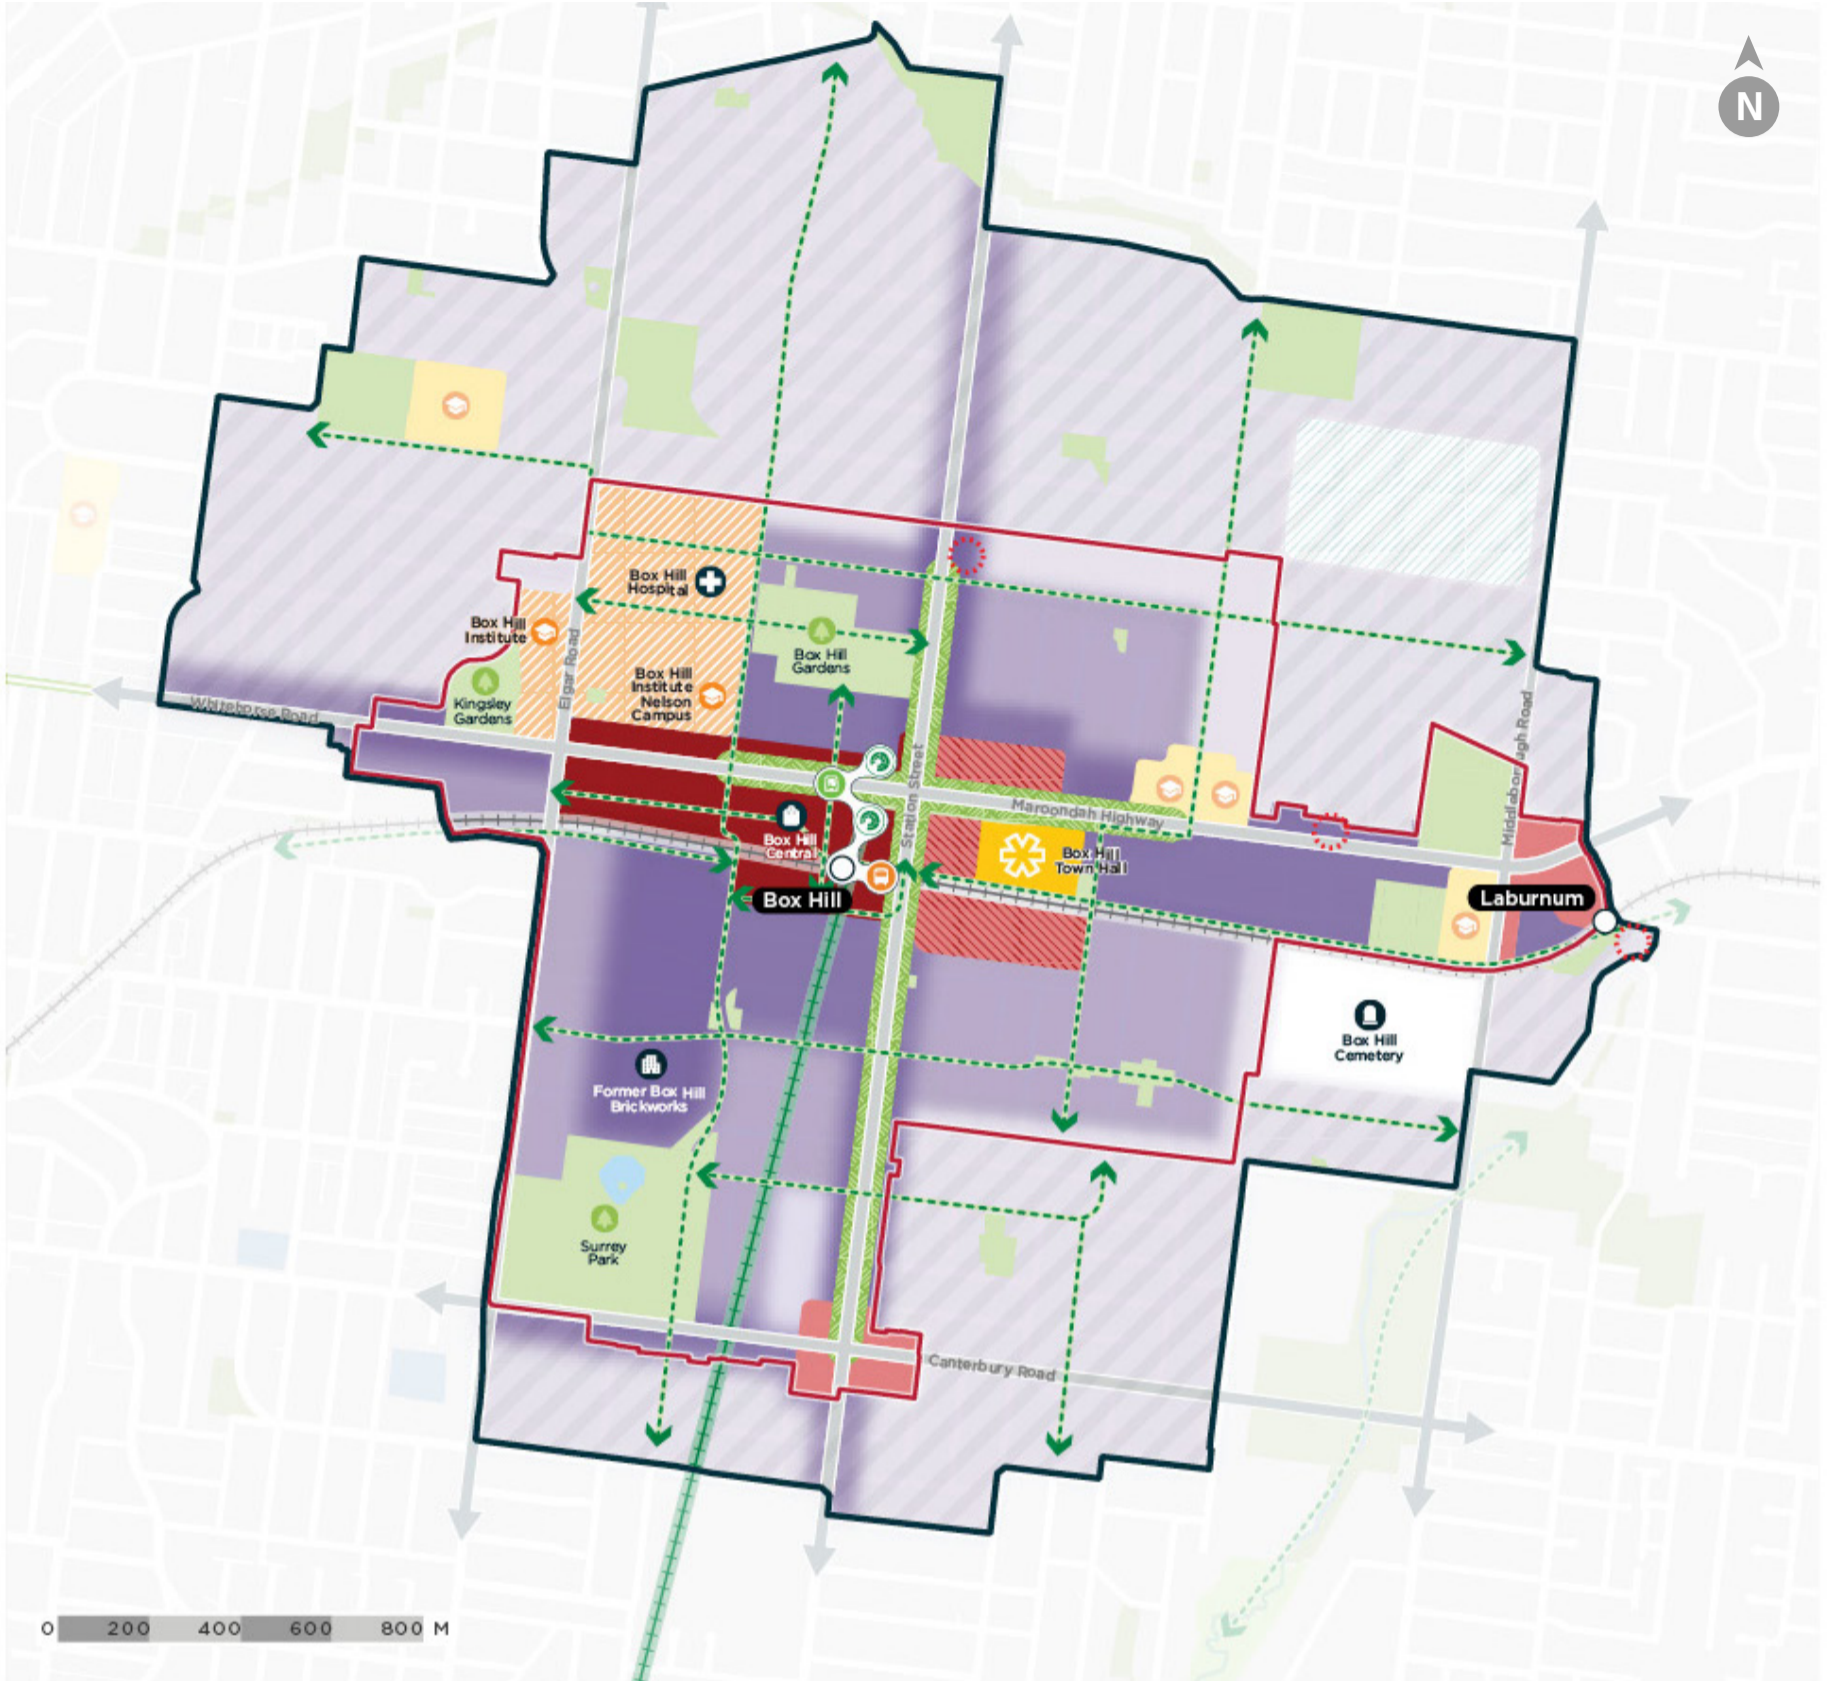 N
Box Hill
Hospital
Box Hill
Institute
Elgar Road
Box Hill
Gardens
Box Hill
Institute
Nelson
Campus
Kingsley
Gardens
Whitehorse Road
Station Street
Middleborough Road
Maroondah Highway
Box Hill
Central
Box Hill
Town Hall
Box Hill
Laburnum
Box Hill
Cemetery
Former Box Hill
Brickworks
Surrey
Park
Canterbury Road
0 200 400 600 800 M